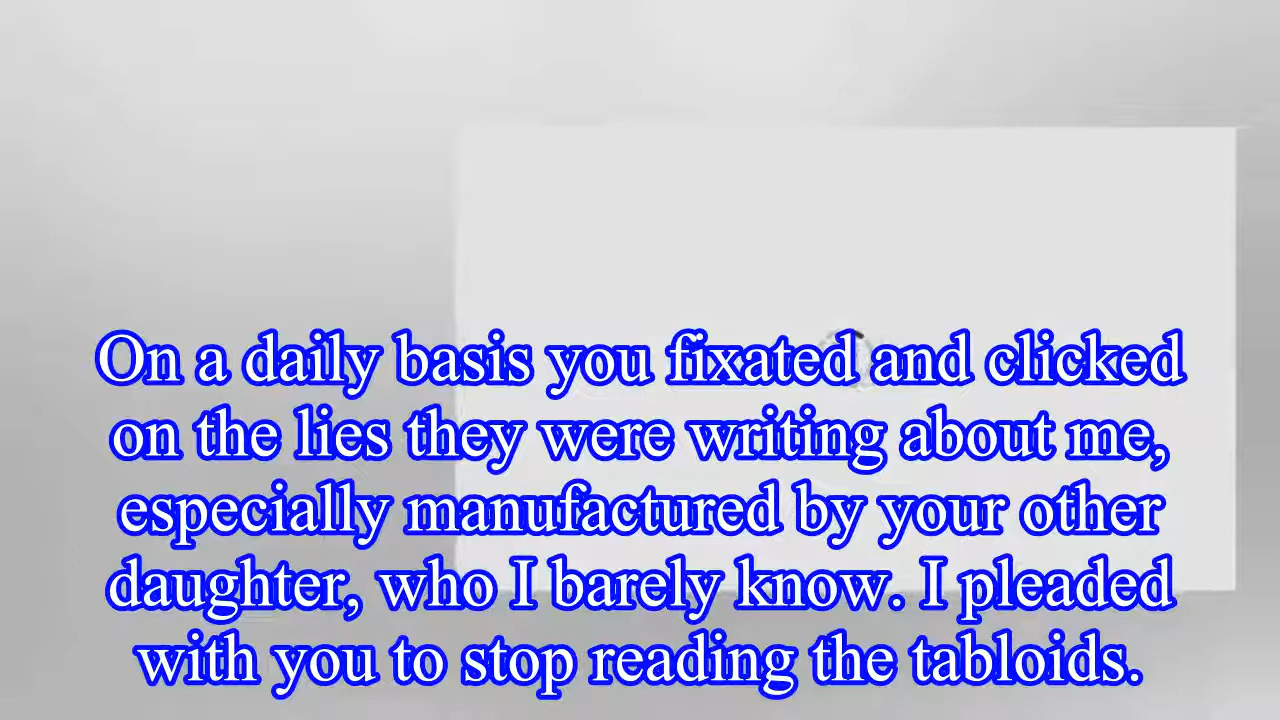 On a daily basis you fixated and clicked
on the lies they were writing about me,
especially manufactured by your other
daughter, who I barely know. I pleaded
with you to stop reading the tabloids.